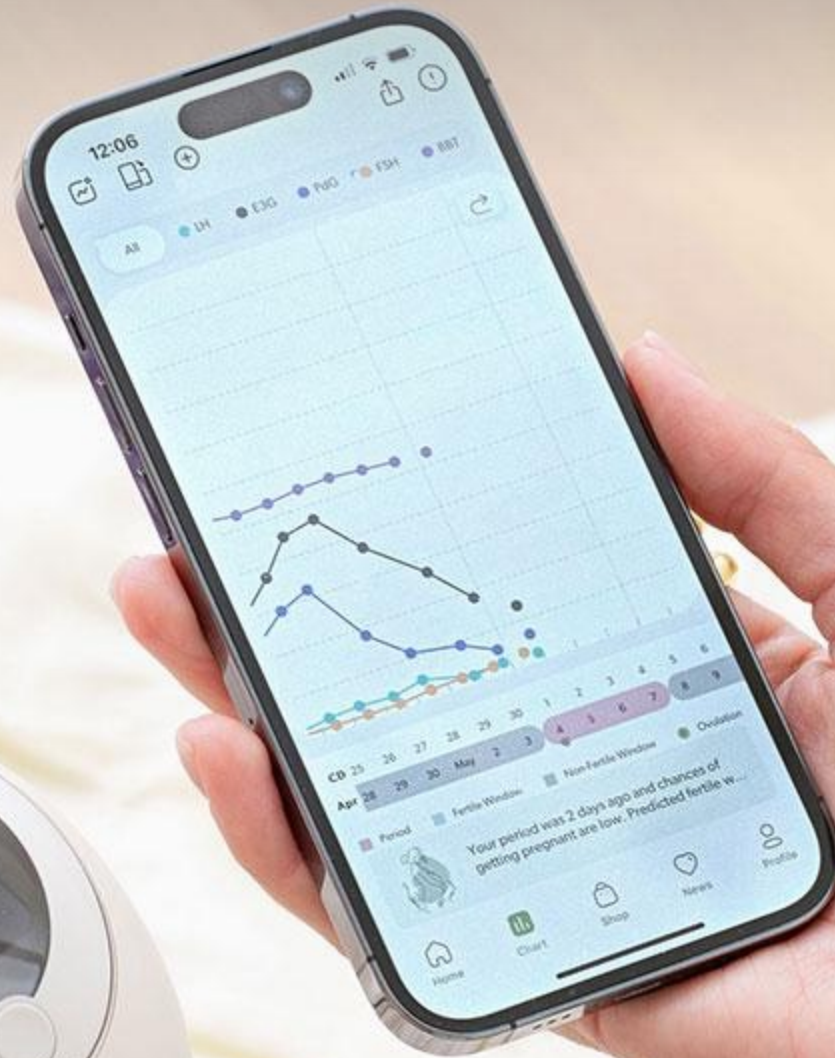 12:06
All LH E3G PdG FSH BBT
CD 25 26 27 28 29 30 1 2 3 4 5 6
Apr 28 29 30 May 2 3 4 5 6 7 8 9
Period Fertile Window Non-Fertile Window Ovulation
Your period was 2 days ago and chances of
getting pregnant are low. Predicted fertile w...
Home Chart Shop News Profile